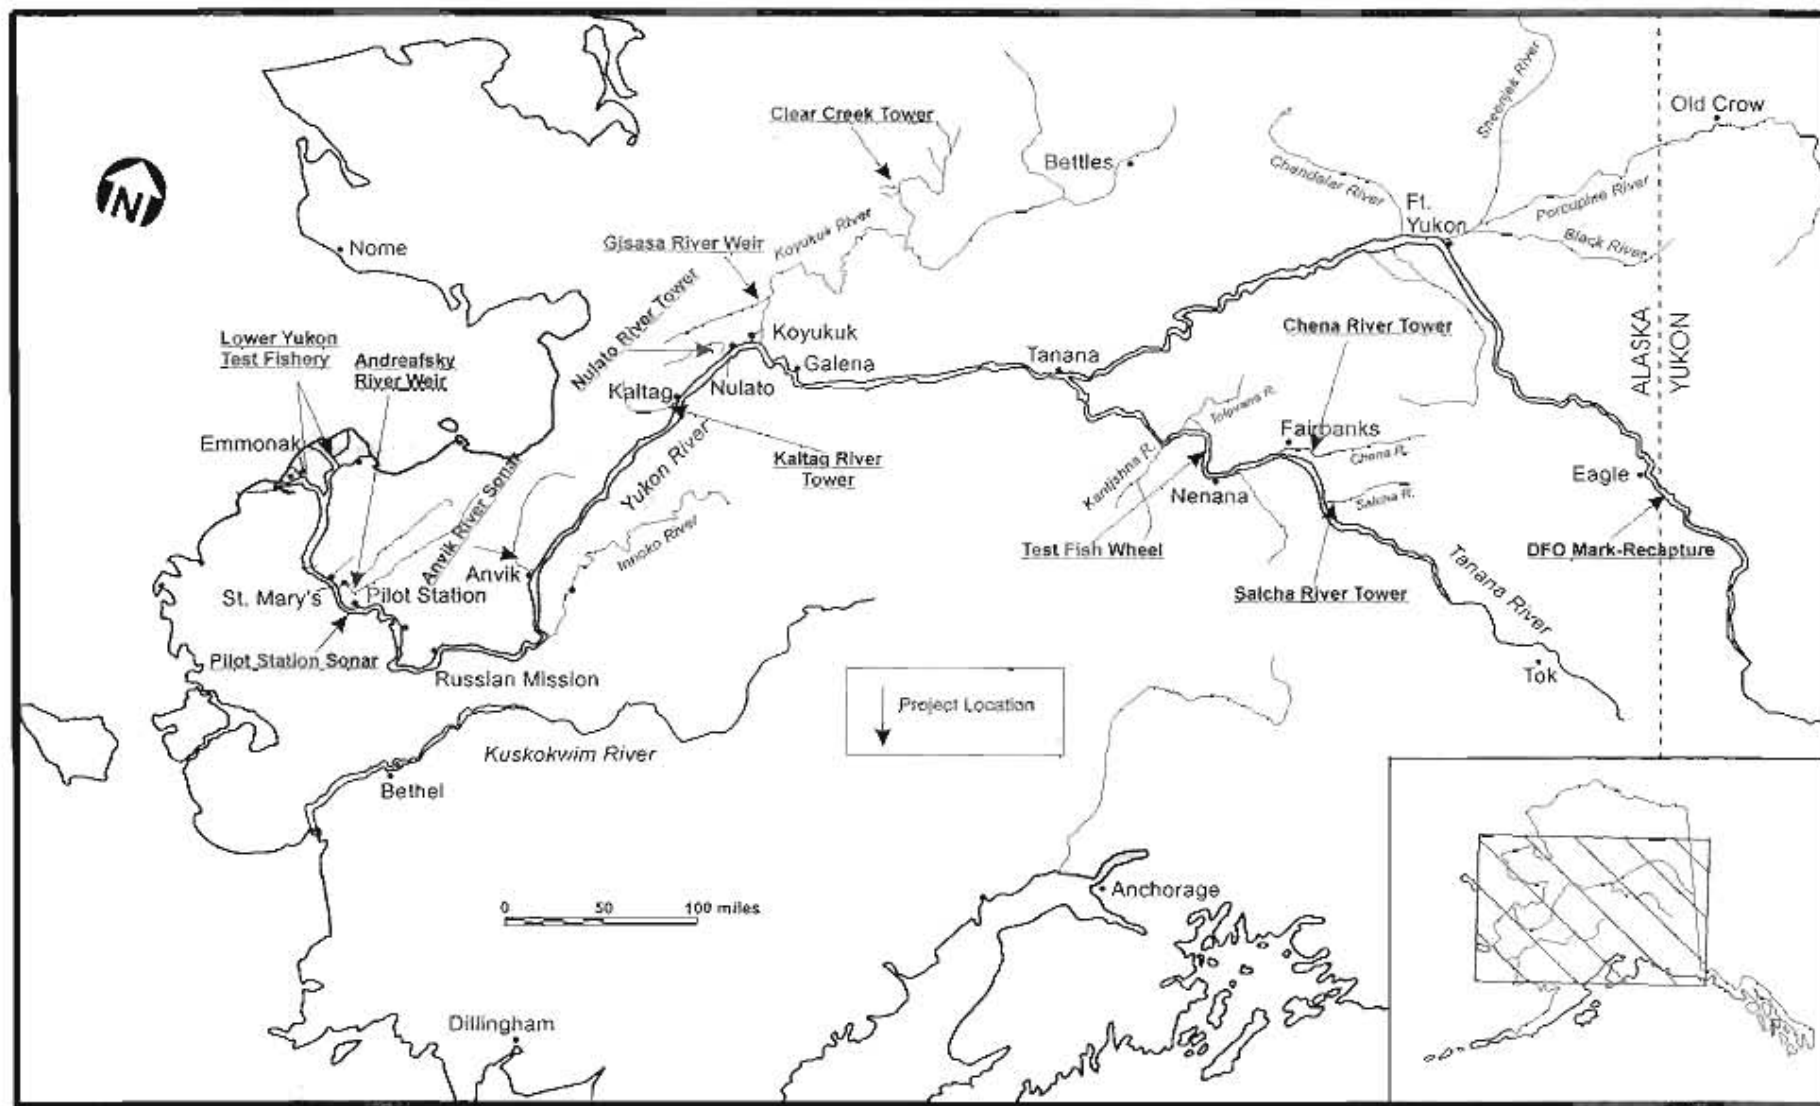 Old Crow
Sheenjek River
Clear Creek Tower
Bettles
Chandalar River
Porcupine River
Ft.
Yukon
Black River
N
Nome
Gisasa River Weir
Koyukuk River
Nulato River Tower
Koyukuk
Lower Yukon
Test Fishery
Andreafsky
River Weir
Chena River Tower
ALASKA
YUKON
Galena
Tanana
Kaltag
Nulato
Tolovana R.
Fairbanks
Emmonak
Yukon River
Kaltag River
Tower
Chena R.
Kantishna R.
Eagle
Nenana
Salcha R.
Anvik River Sonar
Innoko River
Test Fish Wheel
DFO Mark-Recapture
Anvik
St. Mary's
Pilot Station
Salcha River Tower
Tanana River
Pilot Station Sonar
Russian Mission
Tok
Project Location
Kuskokwim River
Bethel
0 50 100 miles
Anchorage
Dillingham